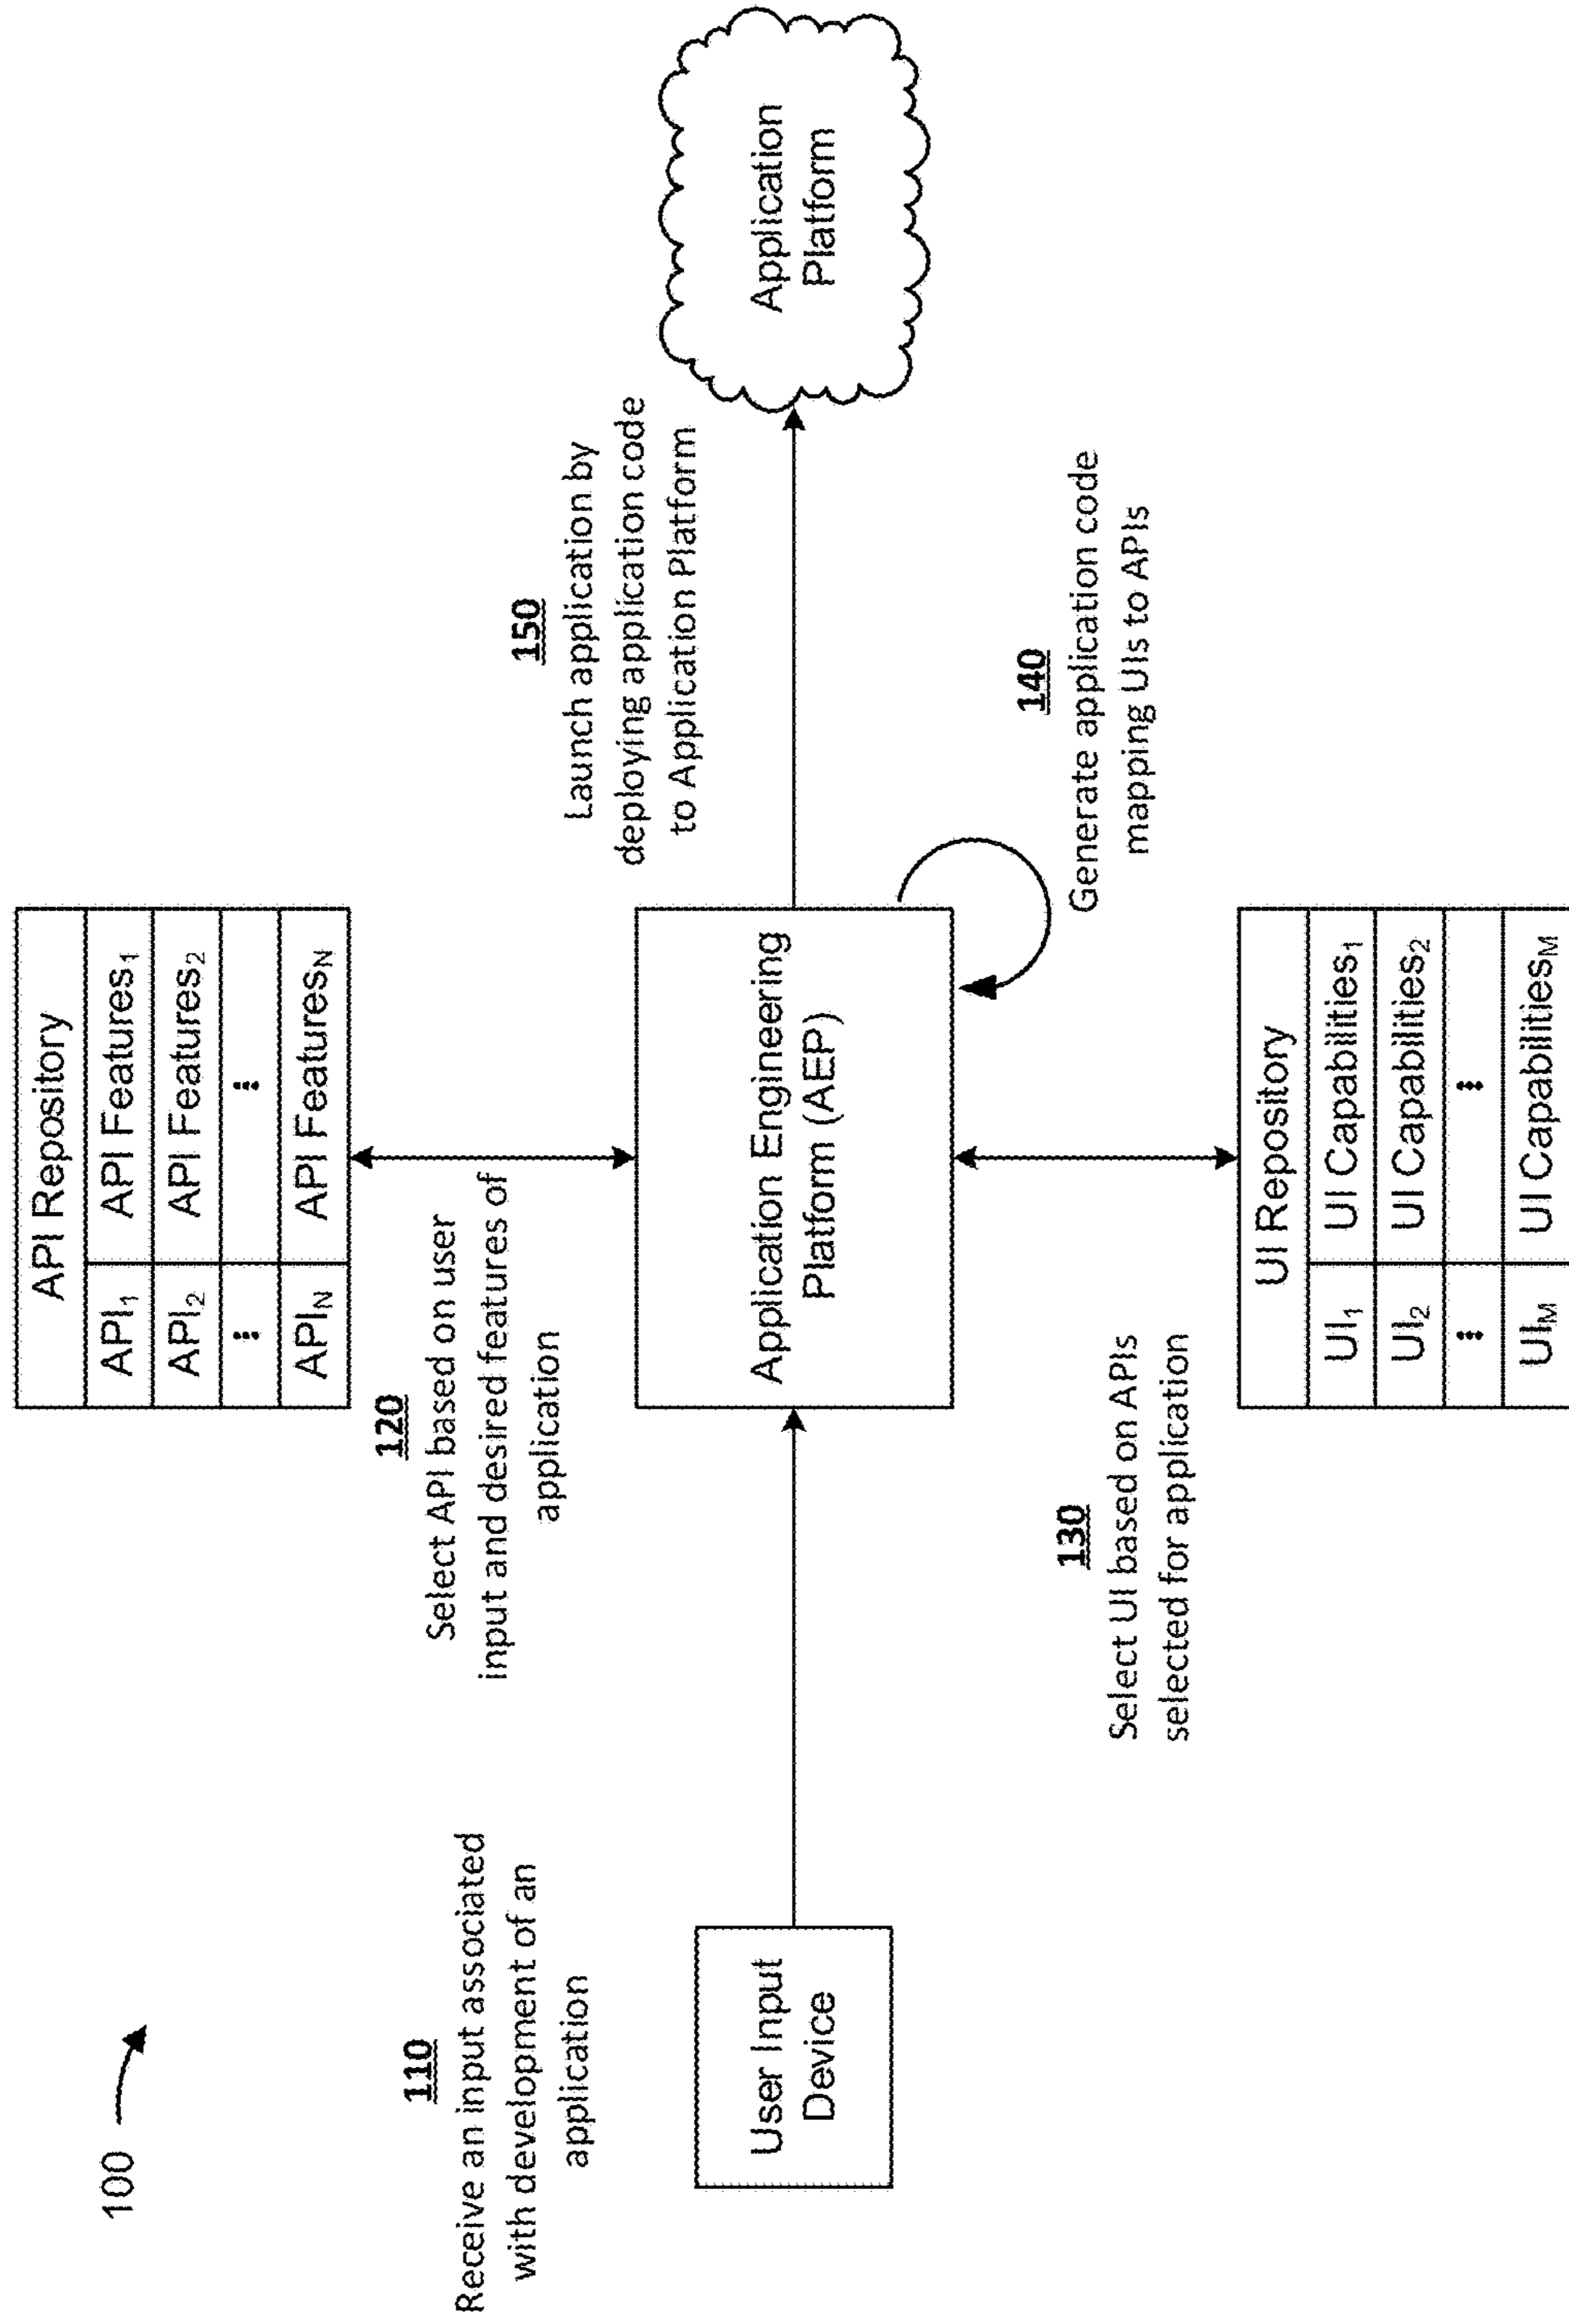 100
110
Receive an input associated
with development of an
application
User Input
Device
120
Select API based on user
input and desired features of
application
API Repository
API1 API Features1
API2 API Features2
⋮ ⋮
APIN API FeaturesN
Application Engineering
Platform (AEP)
130
Select UI based on APIs
selected for application
UI Repository
UI1 UI Capabilities1
UI2 UI Capabilities2
⋮ ⋮
UIM UI CapabilitiesM
140
Generate application code
mapping UIs to APIs
150
Launch application by
deploying application code
to Application Platform
Application
Platform